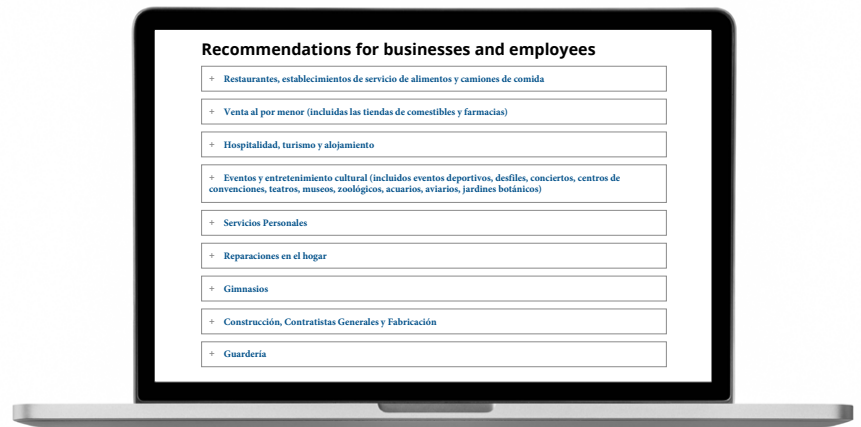 Recommendations for businesses and employees
+ Restaurantes, establecimientos de servicio de alimentos y camiones de comida
+ Venta al por menor (incluidas las tiendas de comestibles y farmacias)
+ Hospitalidad, turismo y alojamiento
+ Eventos y entretenimiento cultural (incluidos eventos deportivos, desfiles, conciertos, centros de
convenciones, teatros, museos, zoológicos, acuarios, aviarios, jardines botánicos)
+ Servicios Personales
+ Reparaciones en el hogar
+ Gimnasios
+ Construcción, Contratistas Generales y Fabricación
+ Guardería